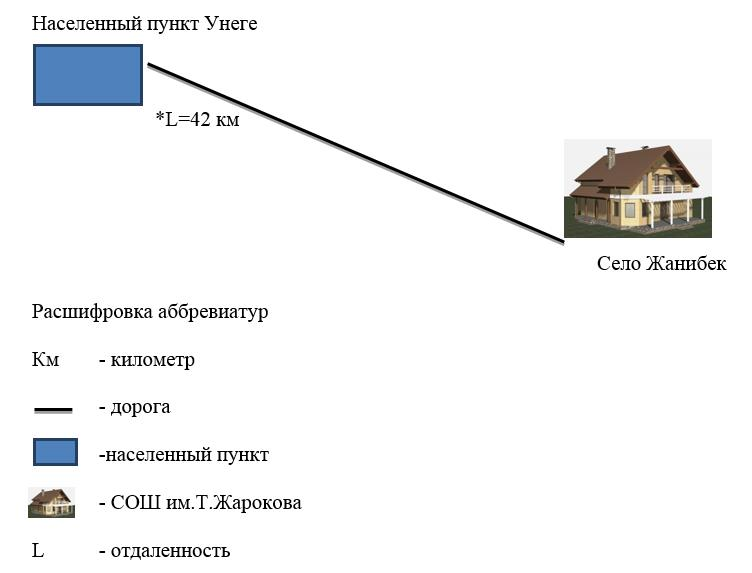 Населенный пункт Унеге
*L=42 км
Село Жанибек
Расшифровка аббревиатур
Км - километр
- дорога
-населенный пункт
- СОШ им.Т.Жарокова
L - отдаленность